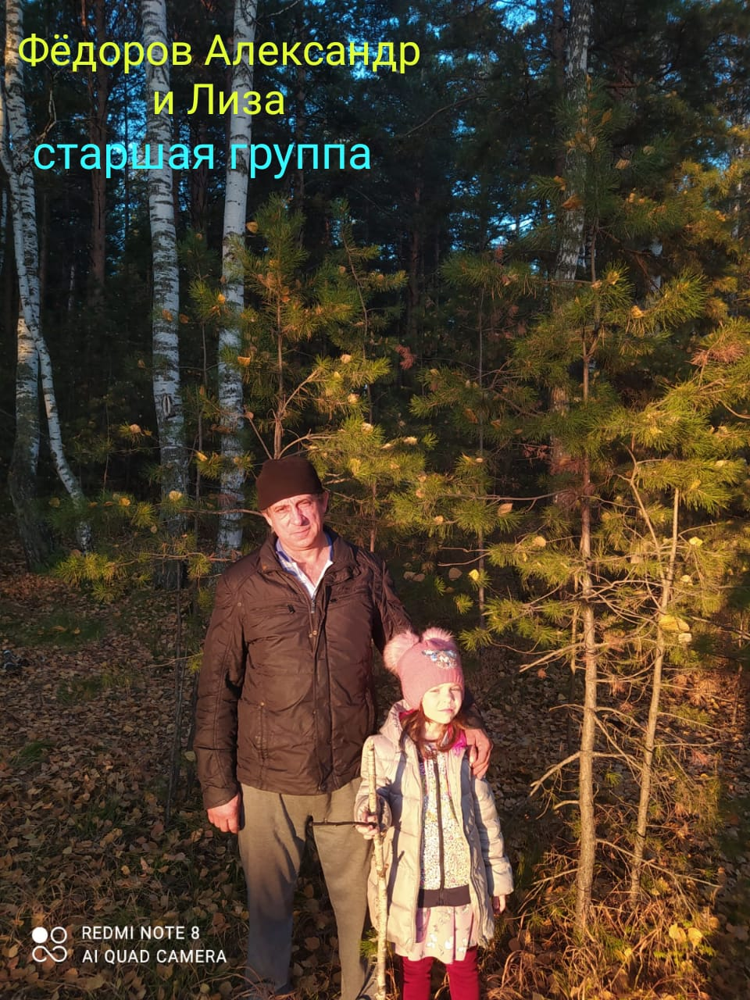 Фёдоров Александр
и Лиза
старшая группа
REDMI NOTE 8
AI QUAD CAMERA